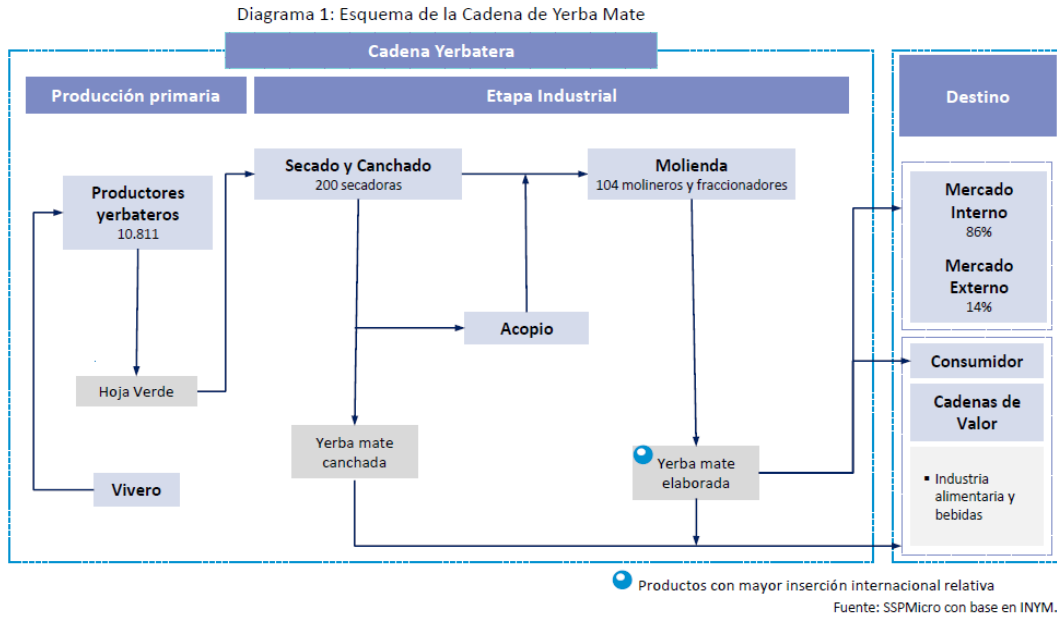 Diagrama 1: Esquema de la Cadena de Yerba Mate
Cadena Yerbatera
Producción primaria
Etapa Industrial
Destino
Productores
yerbateros
10.811
Hoja Verde
Vivero
Secado y Canchado
200 secadoras
Acopio
Yerba mate
canchada
Molienda
104 molineros y fraccionadores
Yerba mate
elaborada
Mercado
Interno
86%
Mercado
Externo
14%
Consumidor
Cadenas de
Valor
▪ Industria
alimentaria y
bebidas
Productos con mayor inserción internacional relativa
Fuente: SSPMicro con base en INYM.